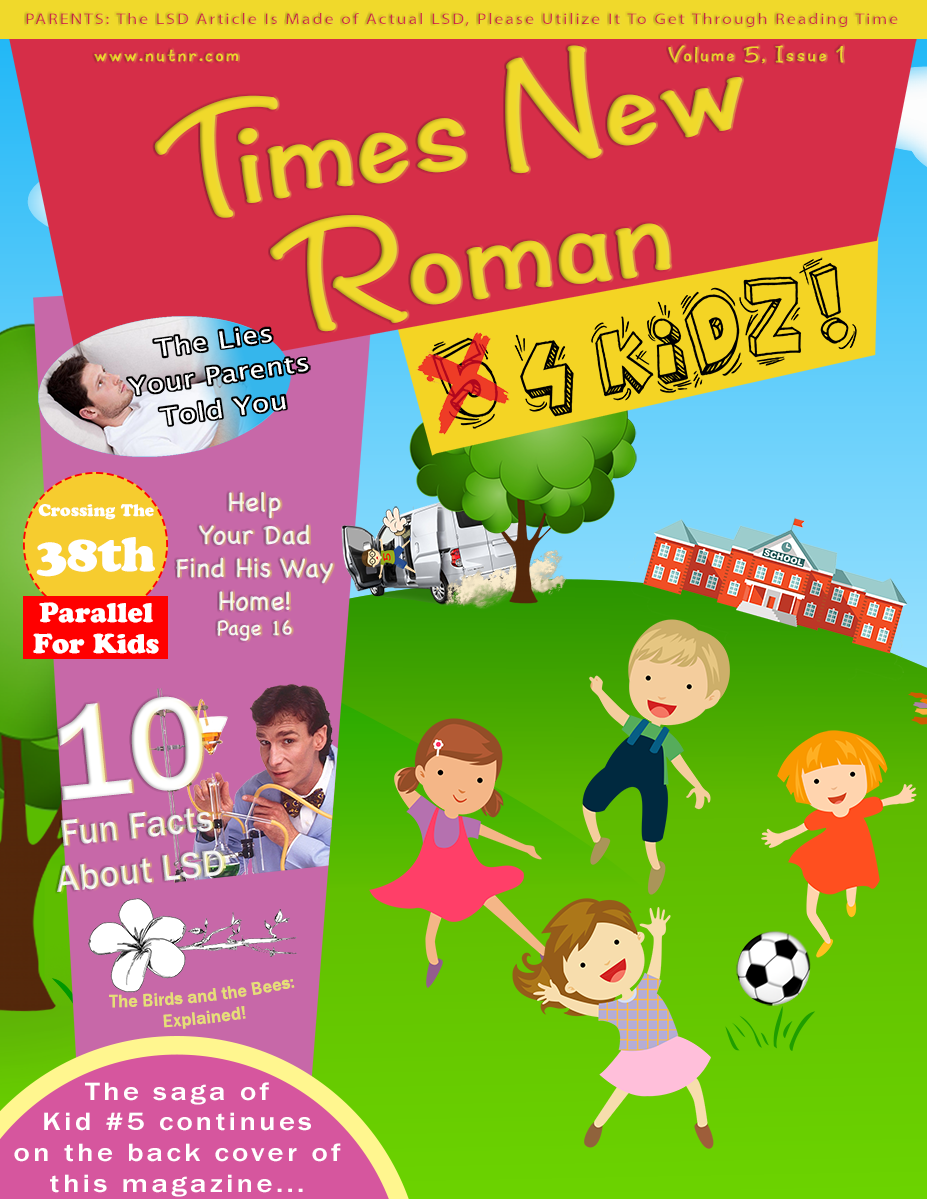 PARENTS: The LSD Article Is Made of Actual LSD, Please Utilize It To Get Through Reading Time
www.nutnr.com
Volume 5, Issue 1
Times New
Roman
5 4 KiDZ!
The Lies
Your Parents
Told You
Crossing The
38th
Parallel
For Kids
Help
Your Dad
Find His Way
Home!
Page 16
SCHOOL
5
10
Fun Facts
About LSD
The Birds and the Bees:
Explained!
The saga of
Kid #5 continues
on the back cover of
this magazine...